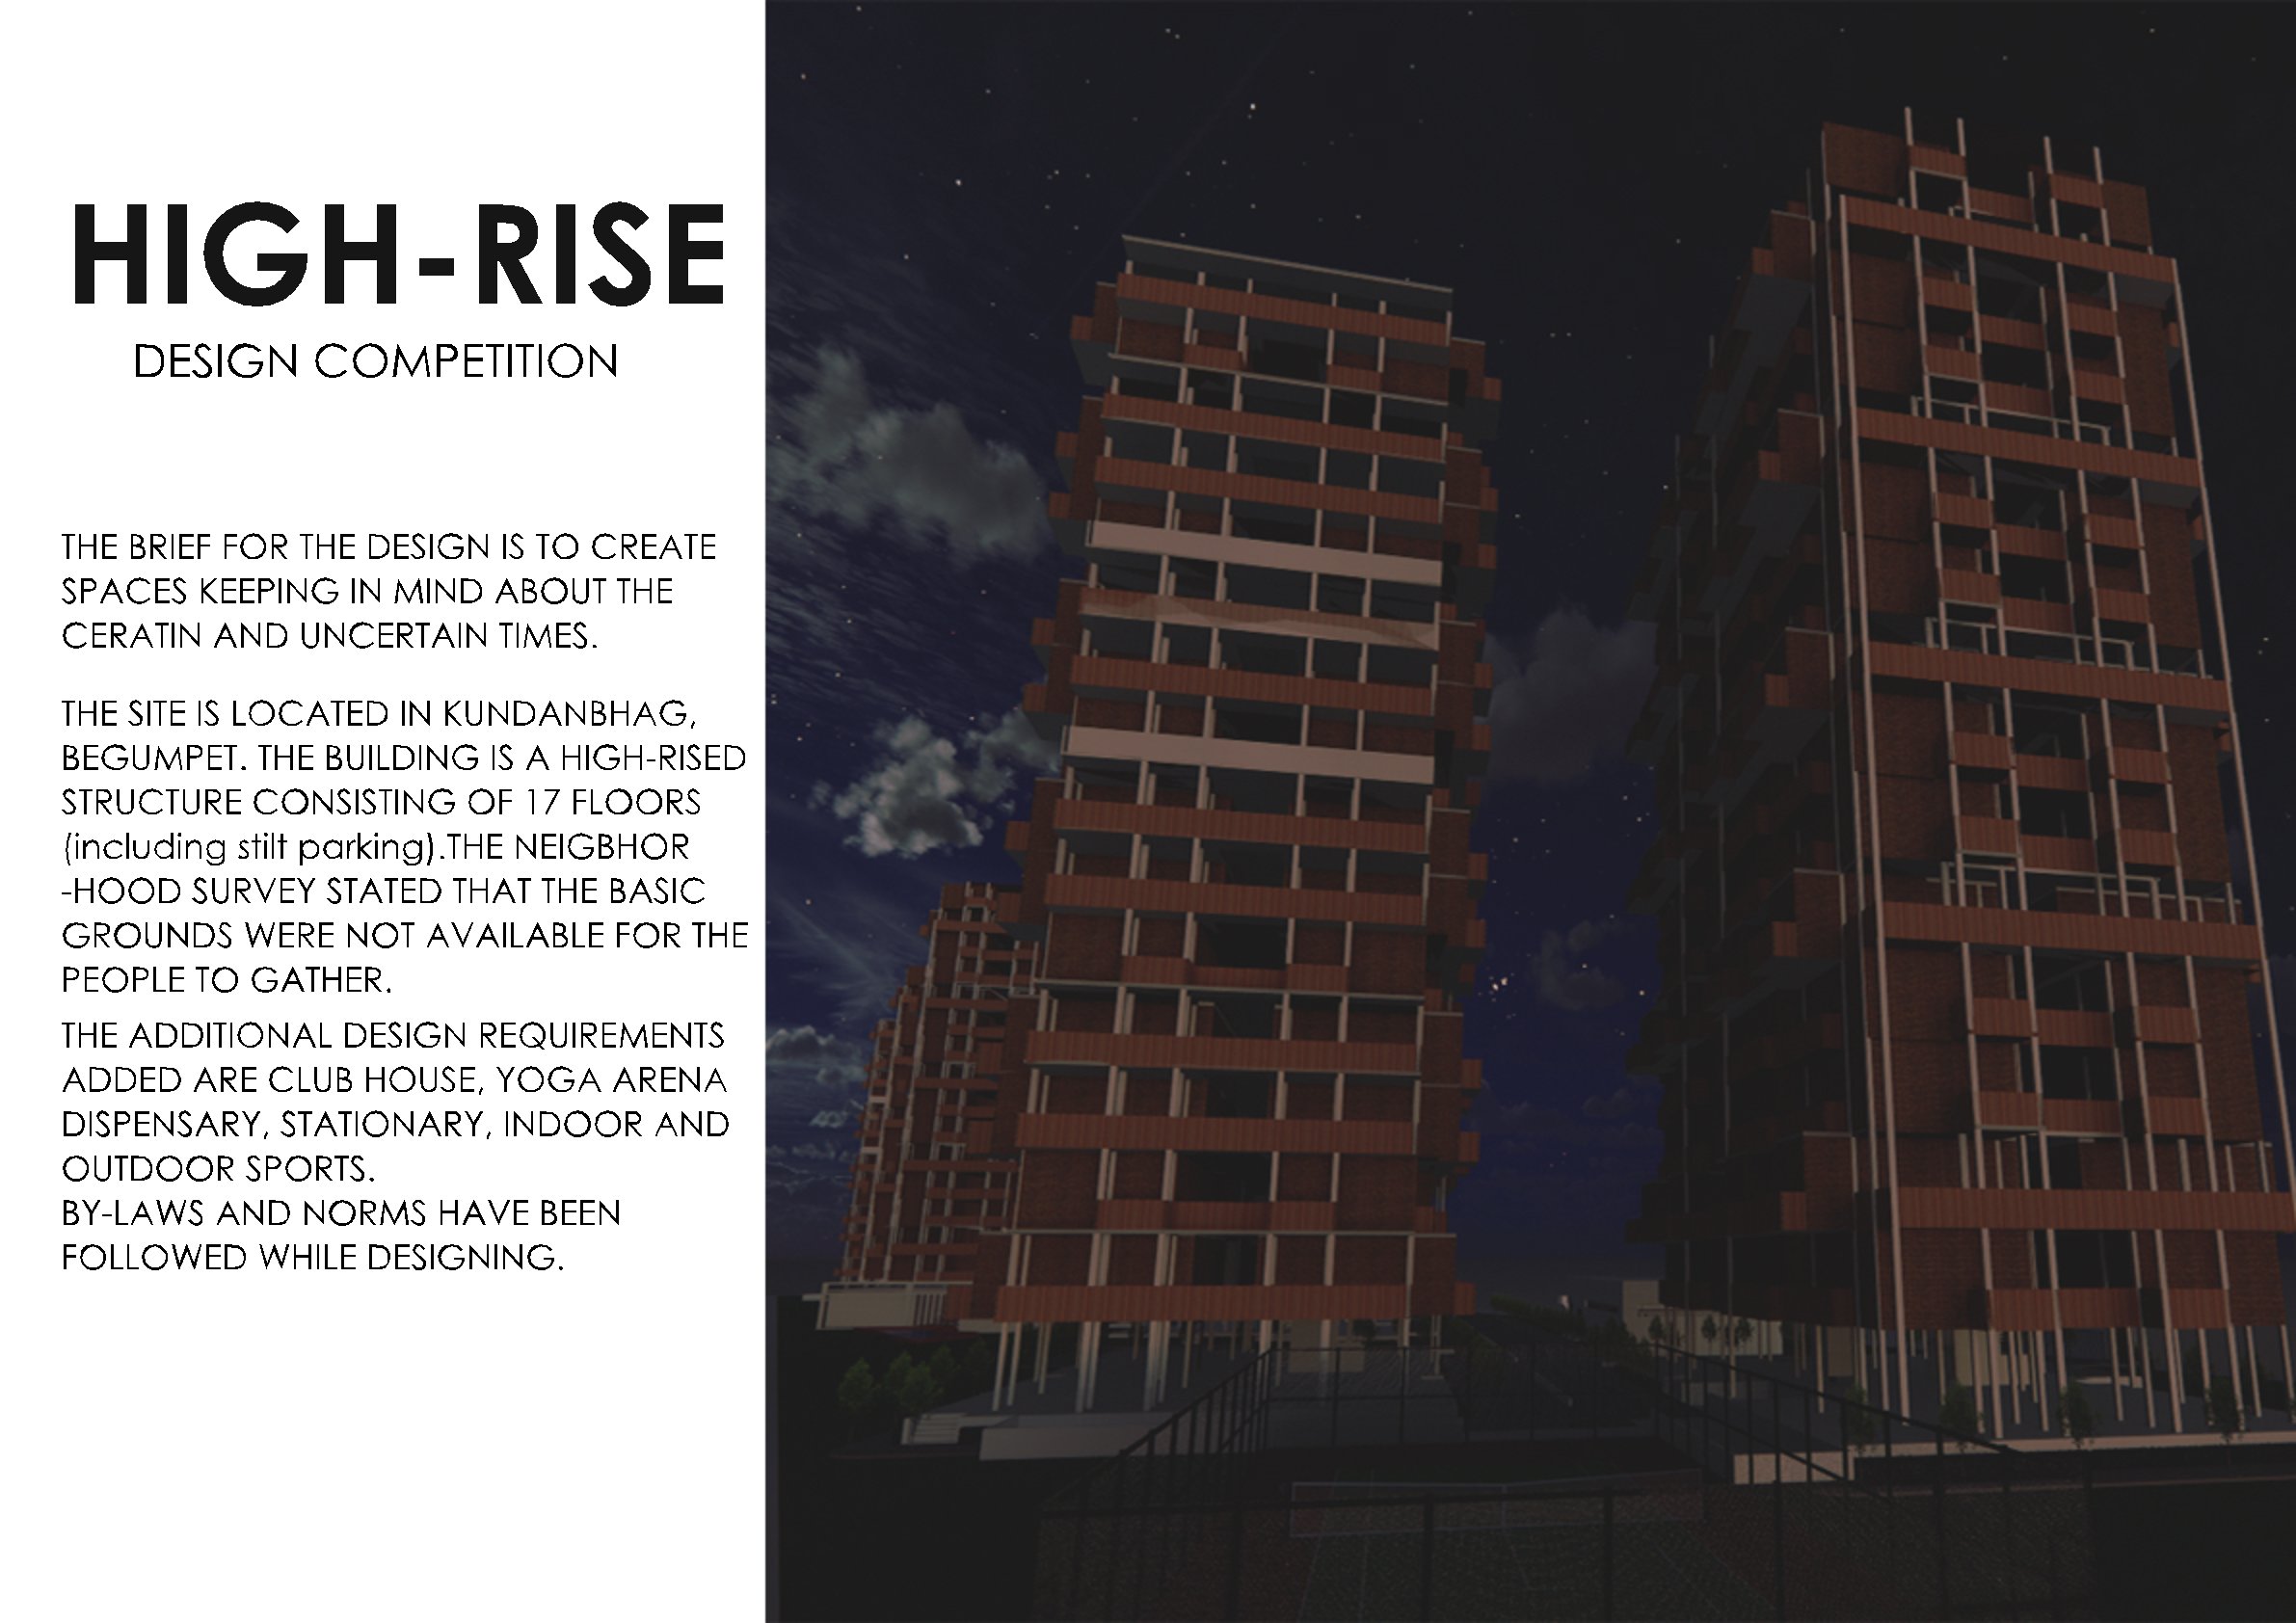 HIGH-RISE
DESIGN COMPETITION
THE BRIEF FOR THE DESIGN IS TO CREATE
SPACES KEEPING IN MIND ABOUT THE
CERATIN AND UNCERTAIN TIMES.
THE SITE IS LOCATED IN KUNDANBHAG,
BEGUMPET. THE BUILDING IS A HIGH-RISED
STRUCTURE CONSISTING OF 17 FLOORS
(including stilt parking).THE NEIGBHOR
-HOOD SURVEY STATED THAT THE BASIC
GROUNDS WERE NOT AVAILABLE FOR THE
PEOPLE TO GATHER.
THE ADDITIONAL DESIGN REQUIREMENTS
ADDED ARE CLUB HOUSE, YOGA ARENA
DISPENSARY, STATIONARY, INDOOR AND
OUTDOOR SPORTS.
BY-LAWS AND NORMS HAVE BEEN
FOLLOWED WHILE DESIGNING.